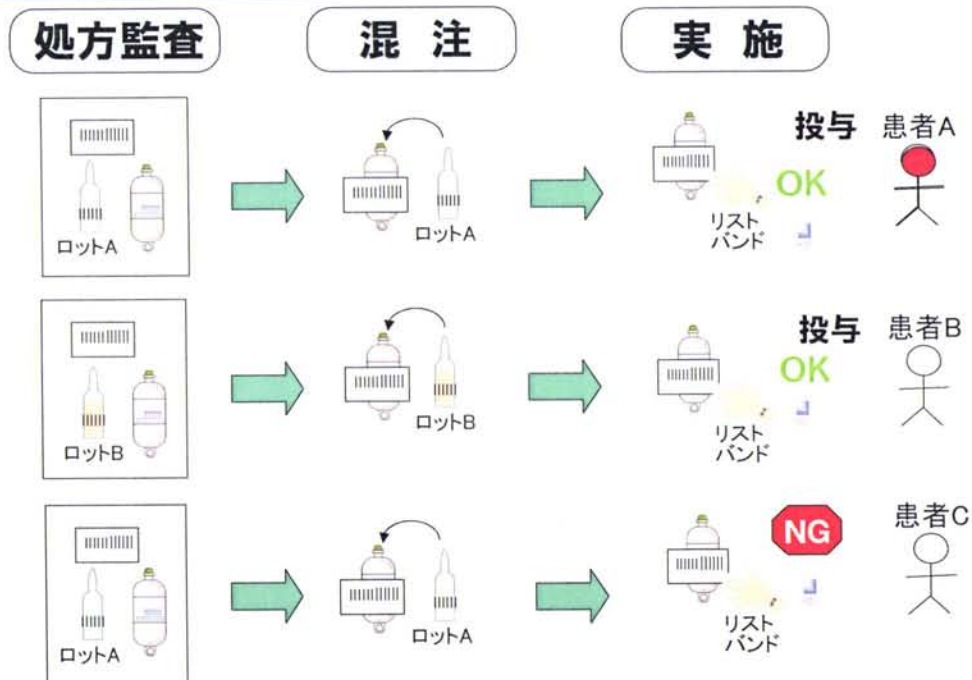 処方監査
混 注
実 施
ロットA
ロットA
リスト
バンド
投与
OK
患者A
ロットB
ロットB
リスト
バンド
投与
OK
患者B
ロットA
ロットA
リスト
バンド
NG
患者C